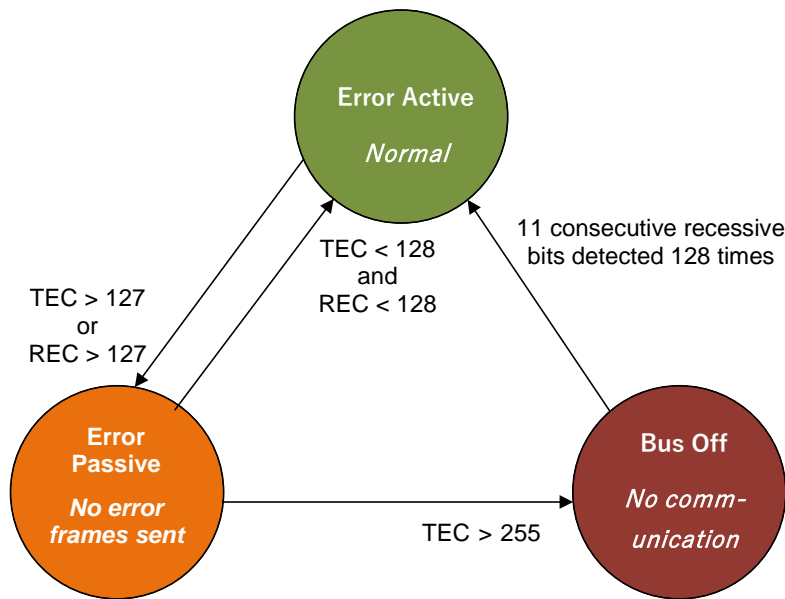 Error Active
Normal
11 consecutive recessive
bits detected 128 times
TEC < 128
and
REC < 128
TEC > 127
or
REC > 127
Error
Passive
No error
frames sent
Bus Off
No comm-
unication
TEC > 255